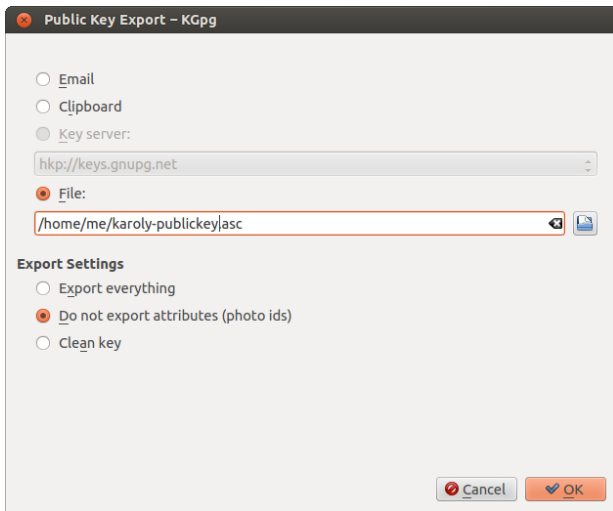 Public Key Export – KGpg
Email
Clipboard
Key server:
hkp://keys.gnupg.net
File:
/home/me/karoly-publickey.asc
Export Settings
Export everything
Do not export attributes (photo ids)
Clean key
Cancel
OK